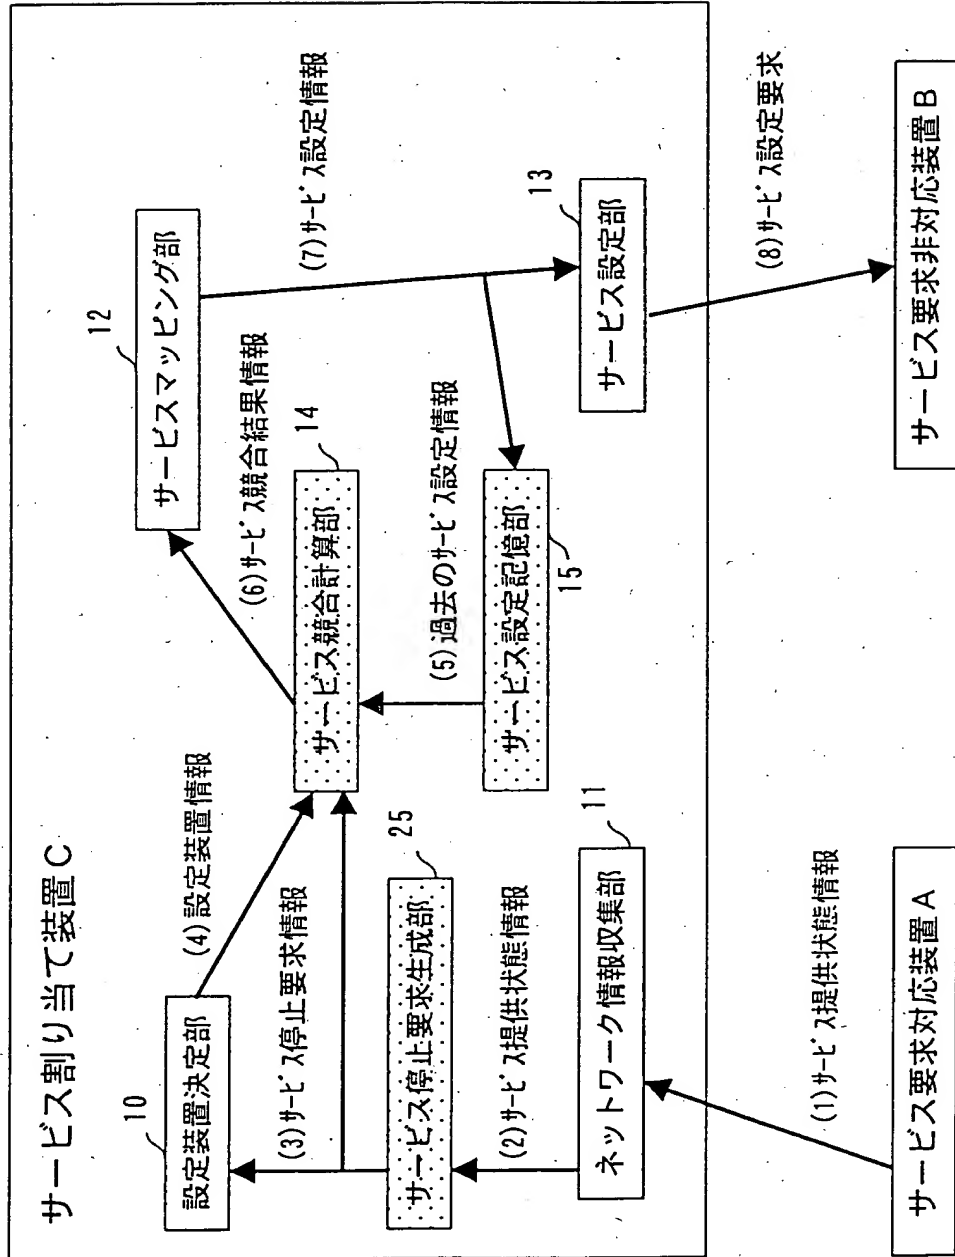 サービス割り当て装置C
10
設定装置決定部
(4)設定装置情報
(3)サービス停止要求情報
25
サービス停止要求生成部
(2)サービス提供状態情報
11
ネットワーク情報収集部
(1)サービス提供状態情報
サービス要求対応装置A
12
サービスマッピング部
(6)サービス競合結果情報
14
サービス競合計算部
(5)過去のサービス設定情報
サービス設定記憶部
15
(7)サービス設定情報
13
サービス設定部
(8)サービス設定要求
サービス要求非対応装置B